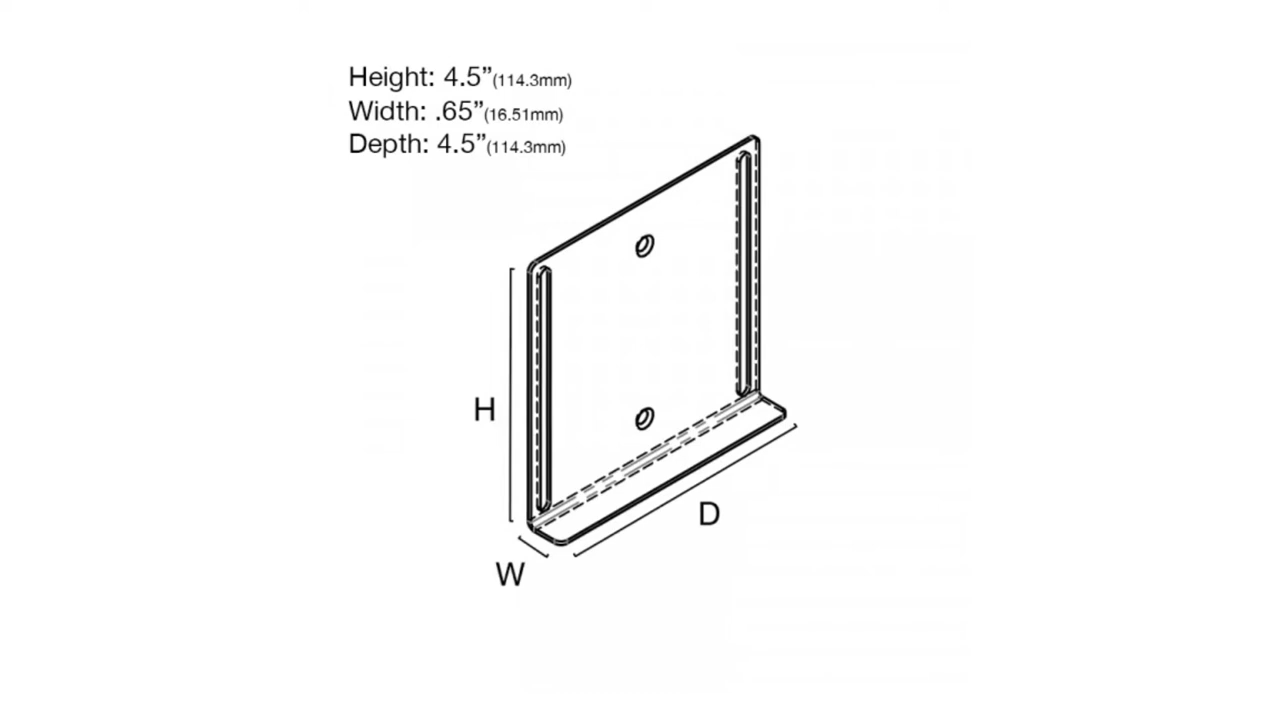 Height: 4.5”(114.3mm)
Width: .65”(16.51mm)
Depth: 4.5”(114.3mm)
H
D
W